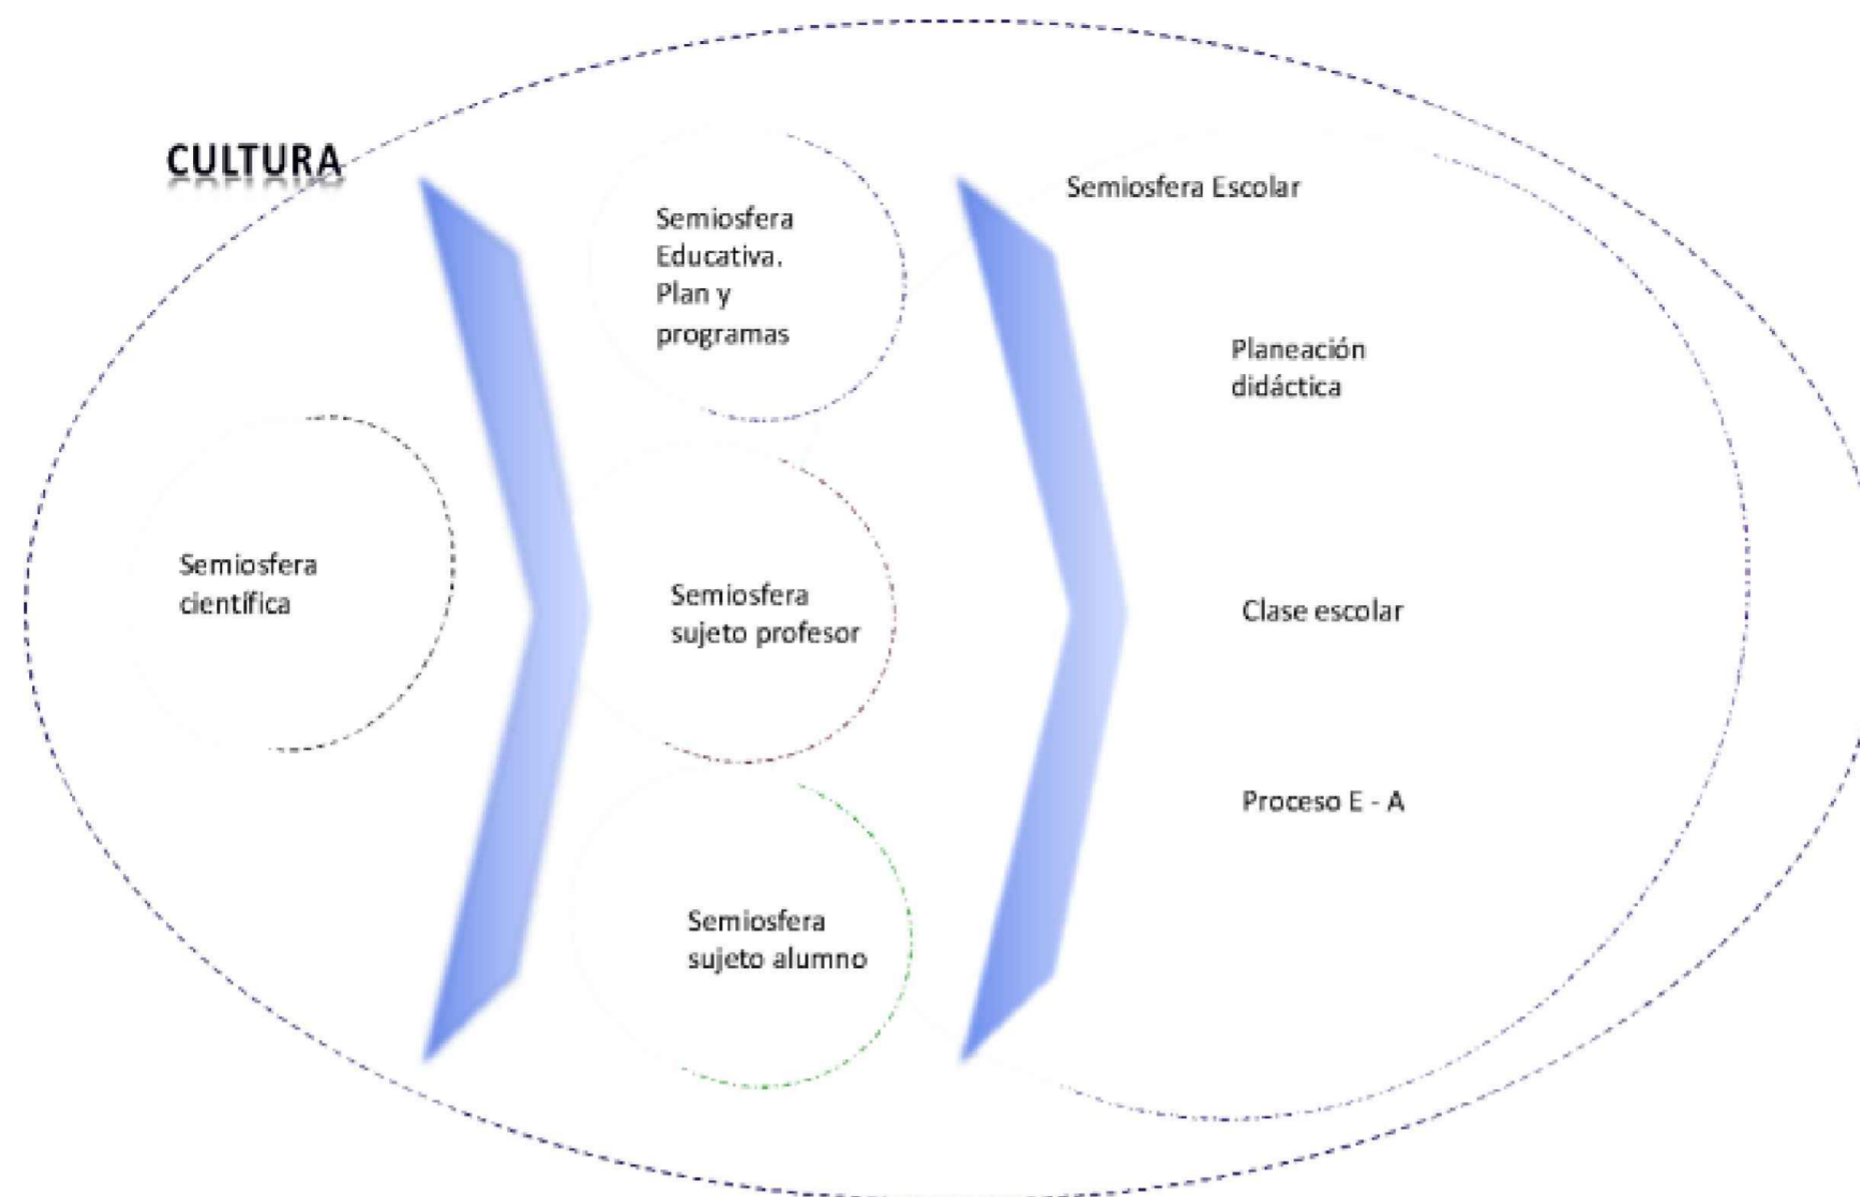 CULTURA
Semiosfera
científica
Semiosfera
Educativa.
Plan y
programas
Semiosfera
sujeto profesor
Semiosfera
sujeto alumno
Semiosfera Escolar
Planeación
didáctica
Clase escolar
Proceso E - A